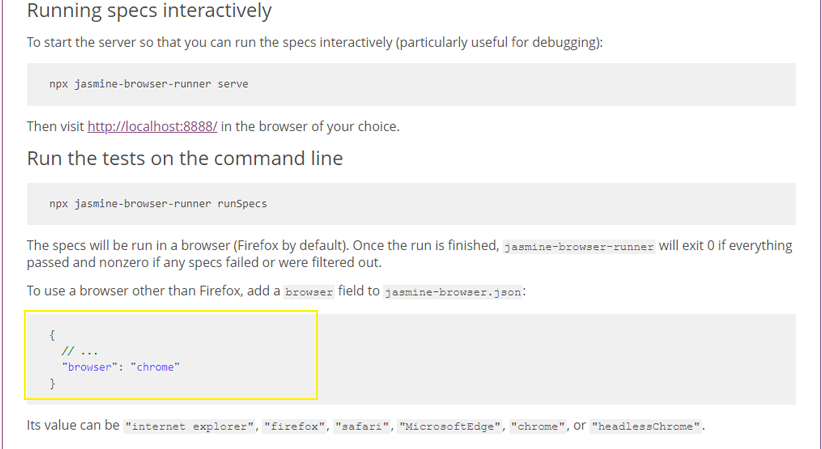 Running specs interactively
To start the server so that you can run the specs interactively (particularly useful for debugging):
npx jasmine-browser-runner serve
Then visit http://localhost:8888/ in the browser of your choice.
Run the tests on the command line
npx jasmine-browser-runner runSpecs
The specs will be run in a browser (Firefox by default). Once the run is finished, jasmine-browser-runner will exit 0 if everything
passed and nonzero if any specs failed or were filtered out.
To use a browser other than Firefox, add a browser field to jasmine-browser.json:
{
// ...
"browser": "chrome"
}
Its value can be "internet explorer", "firefox", "safari", "MicrosoftEdge", "chrome", or "headlessChrome".